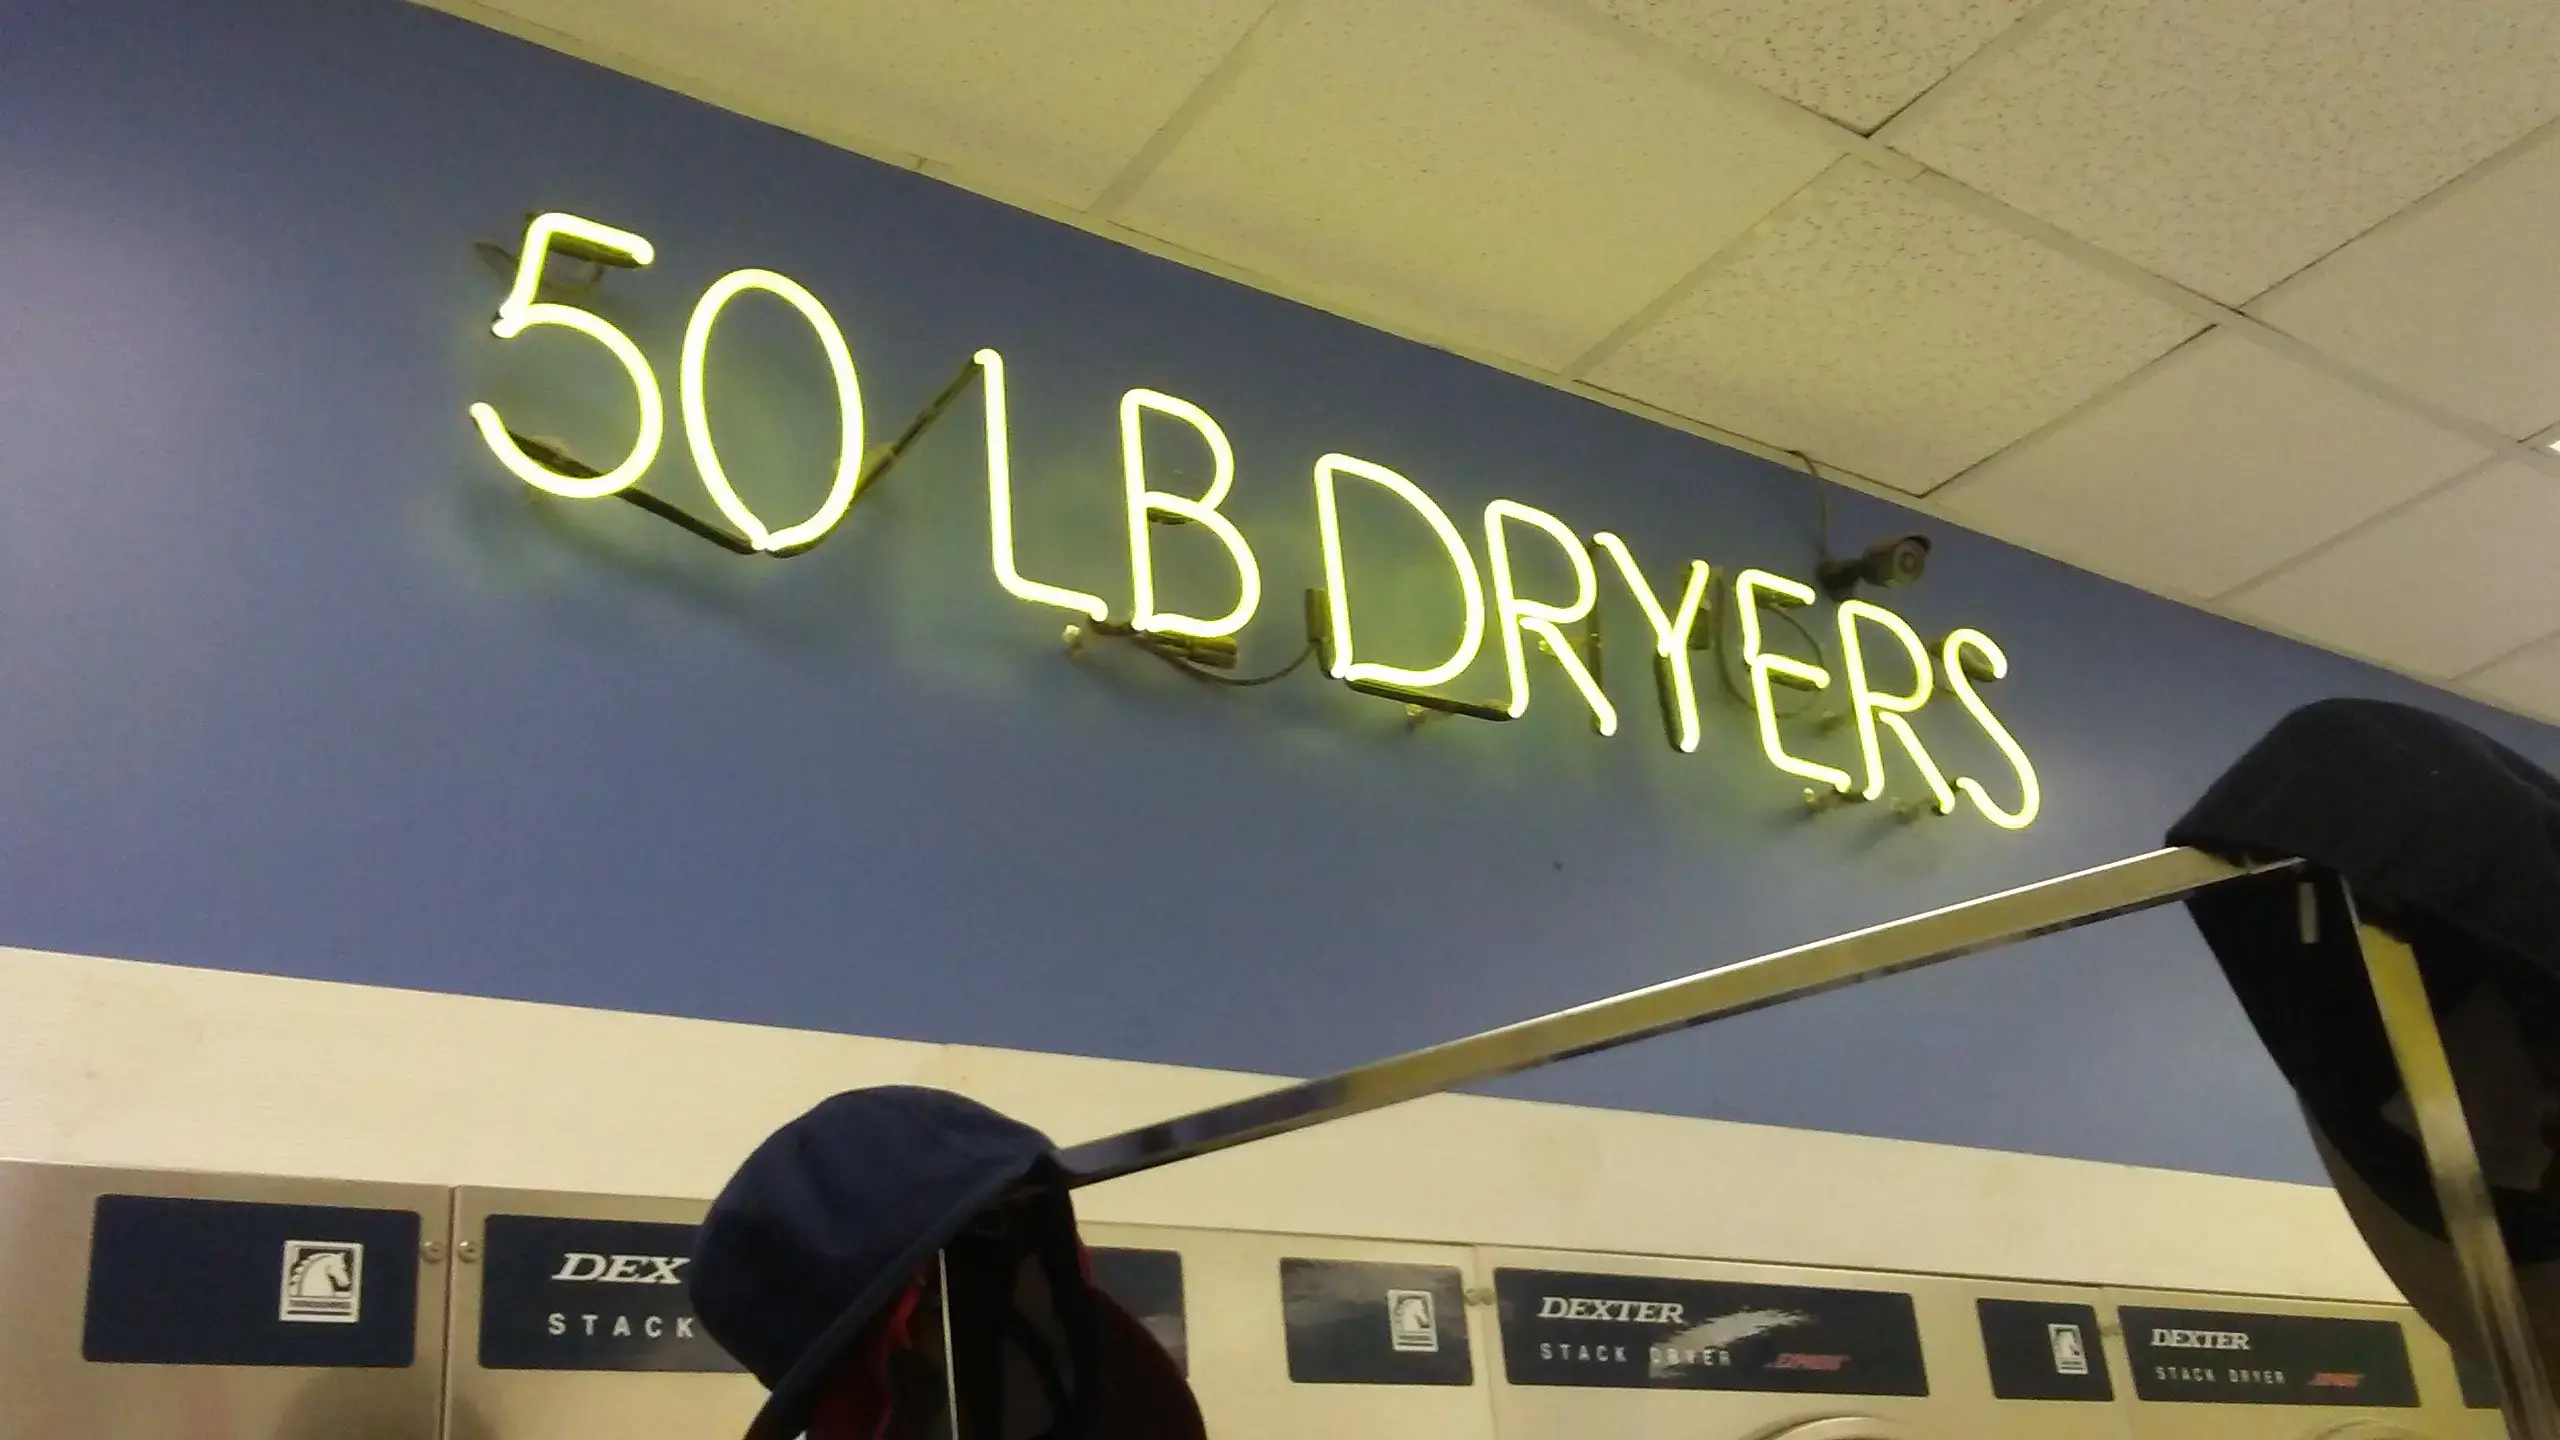 50 LB DRYERS
DEX
STACK
DEXTER
STACK DRYER
DEXTER
STACK DRYER